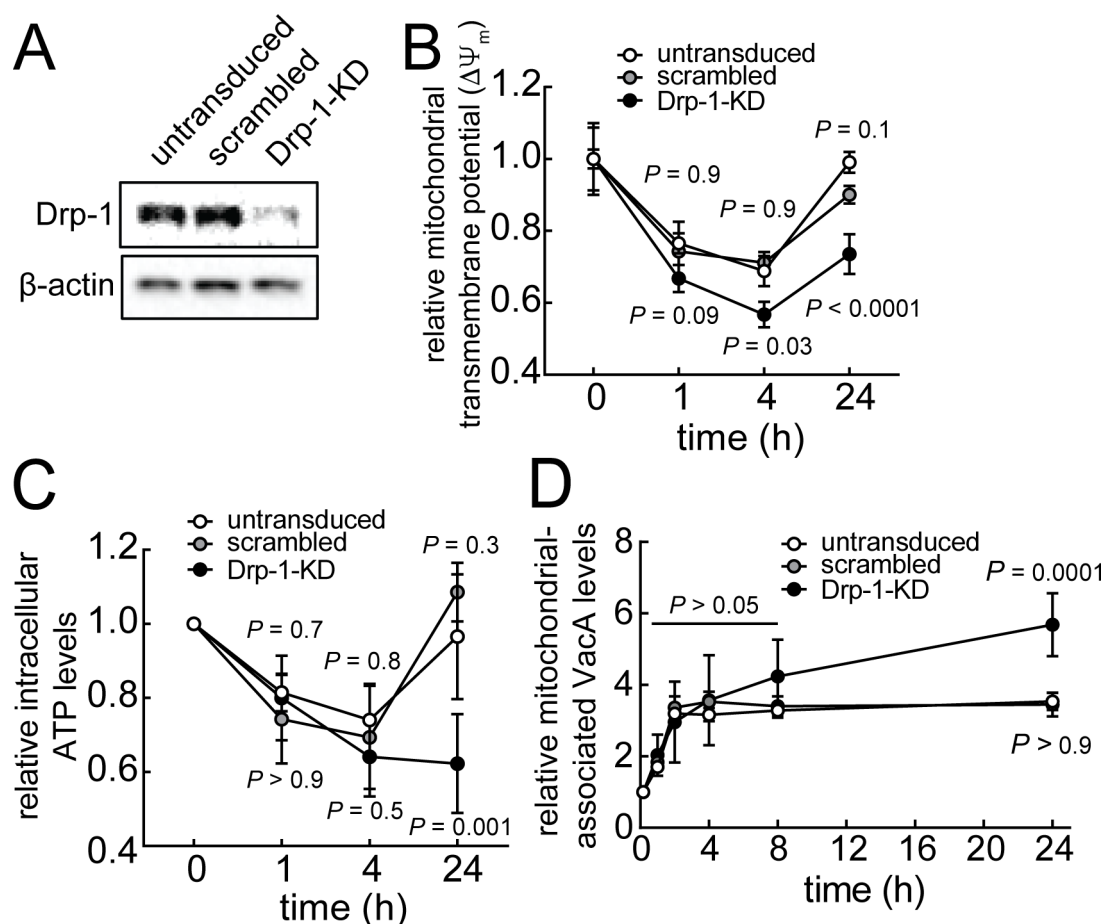 A
untransduced
scrambled
Drp-1-KD
Drp-1
β-actin
B
untransduced
scrambled
Drp-1-KD
relative mitochondrial
transmembrane potential (ΔΨm)
1.2
1.0
0.8
0.6
0.4
P = 0.1
P = 0.9
P = 0.9
P = 0.09
P < 0.0001
P = 0.03
0 1 4 24
time (h)
C
untransduced
scrambled
Drp-1-KD
relative intracellular
ATP levels
1.2
1.0
0.8
0.6
0.4
P = 0.3
P = 0.7
P = 0.8
P > 0.9
P = 0.5
P = 0.001
0 1 4 24
time (h)
D
untransduced
scrambled
Drp-1-KD
relative mitochondrial-
associated VacA levels
8
6
4
2
0
P > 0.05
P = 0.0001
P > 0.9
0 4 8 12 16 20 24
time (h)